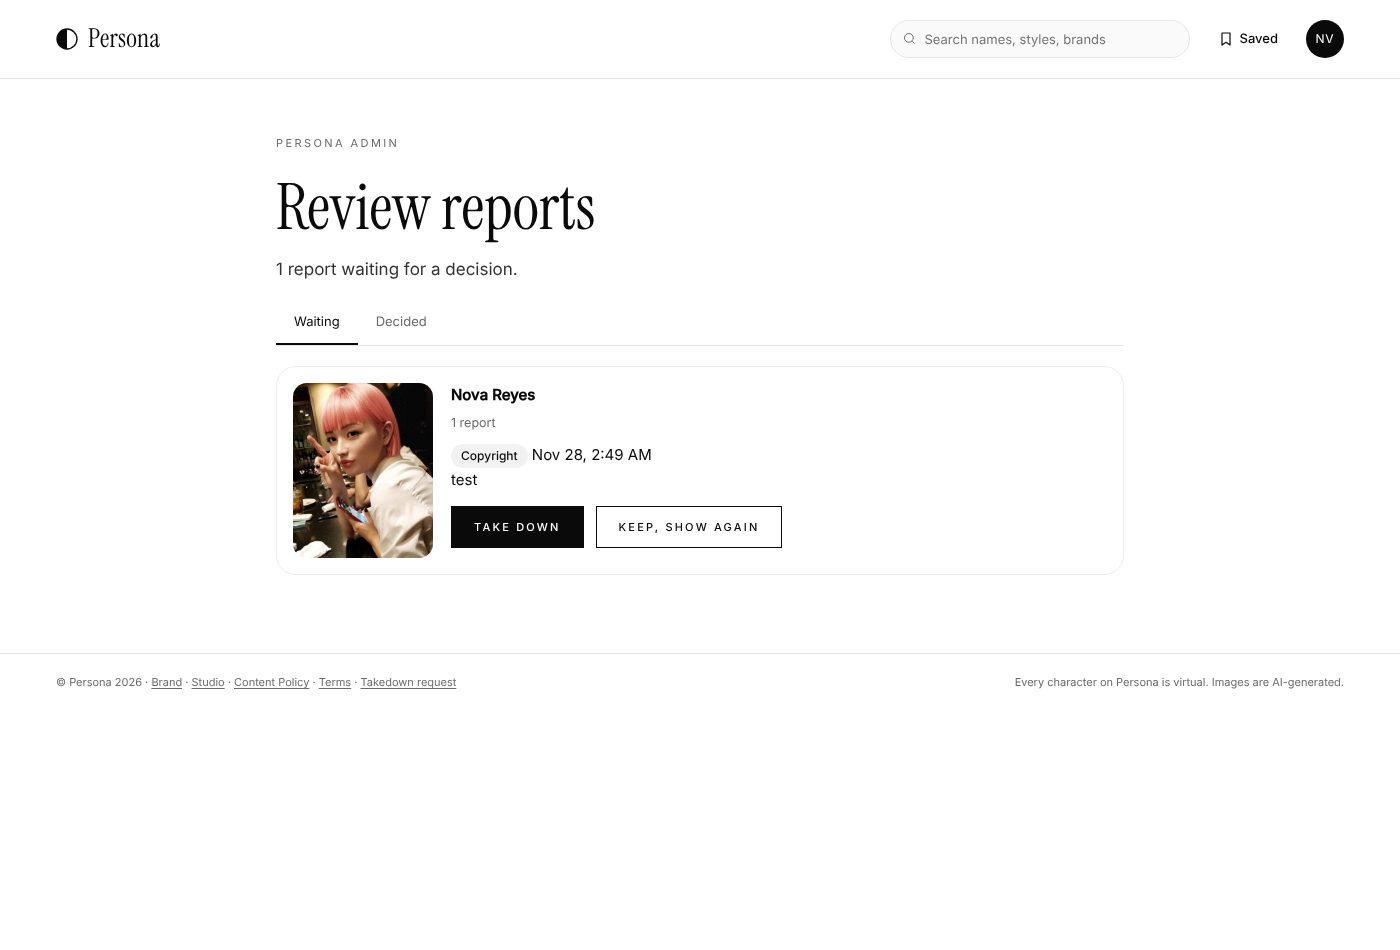 Persona
Search names, styles, brands
Saved
NV
PERSONA ADMIN
Review reports
1 report waiting for a decision.
Waiting
Decided
Nova Reyes
1 report
Copyright Nov 28, 2:49 AM
test
TAKE DOWN
KEEP, SHOW AGAIN
© Persona 2026 · Brand · Studio · Content Policy · Terms · Takedown request
Every character on Persona is virtual. Images are AI-generated.